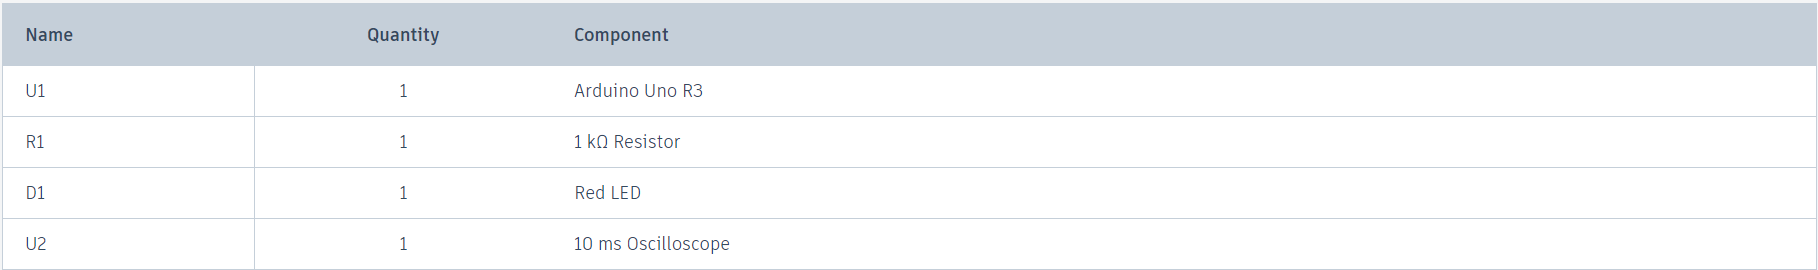 Name Quantity Component
U1 1 Arduino Uno R3
R1 1 1 kΩ Resistor
D1 1 Red LED
U2 1 10 ms Oscilloscope